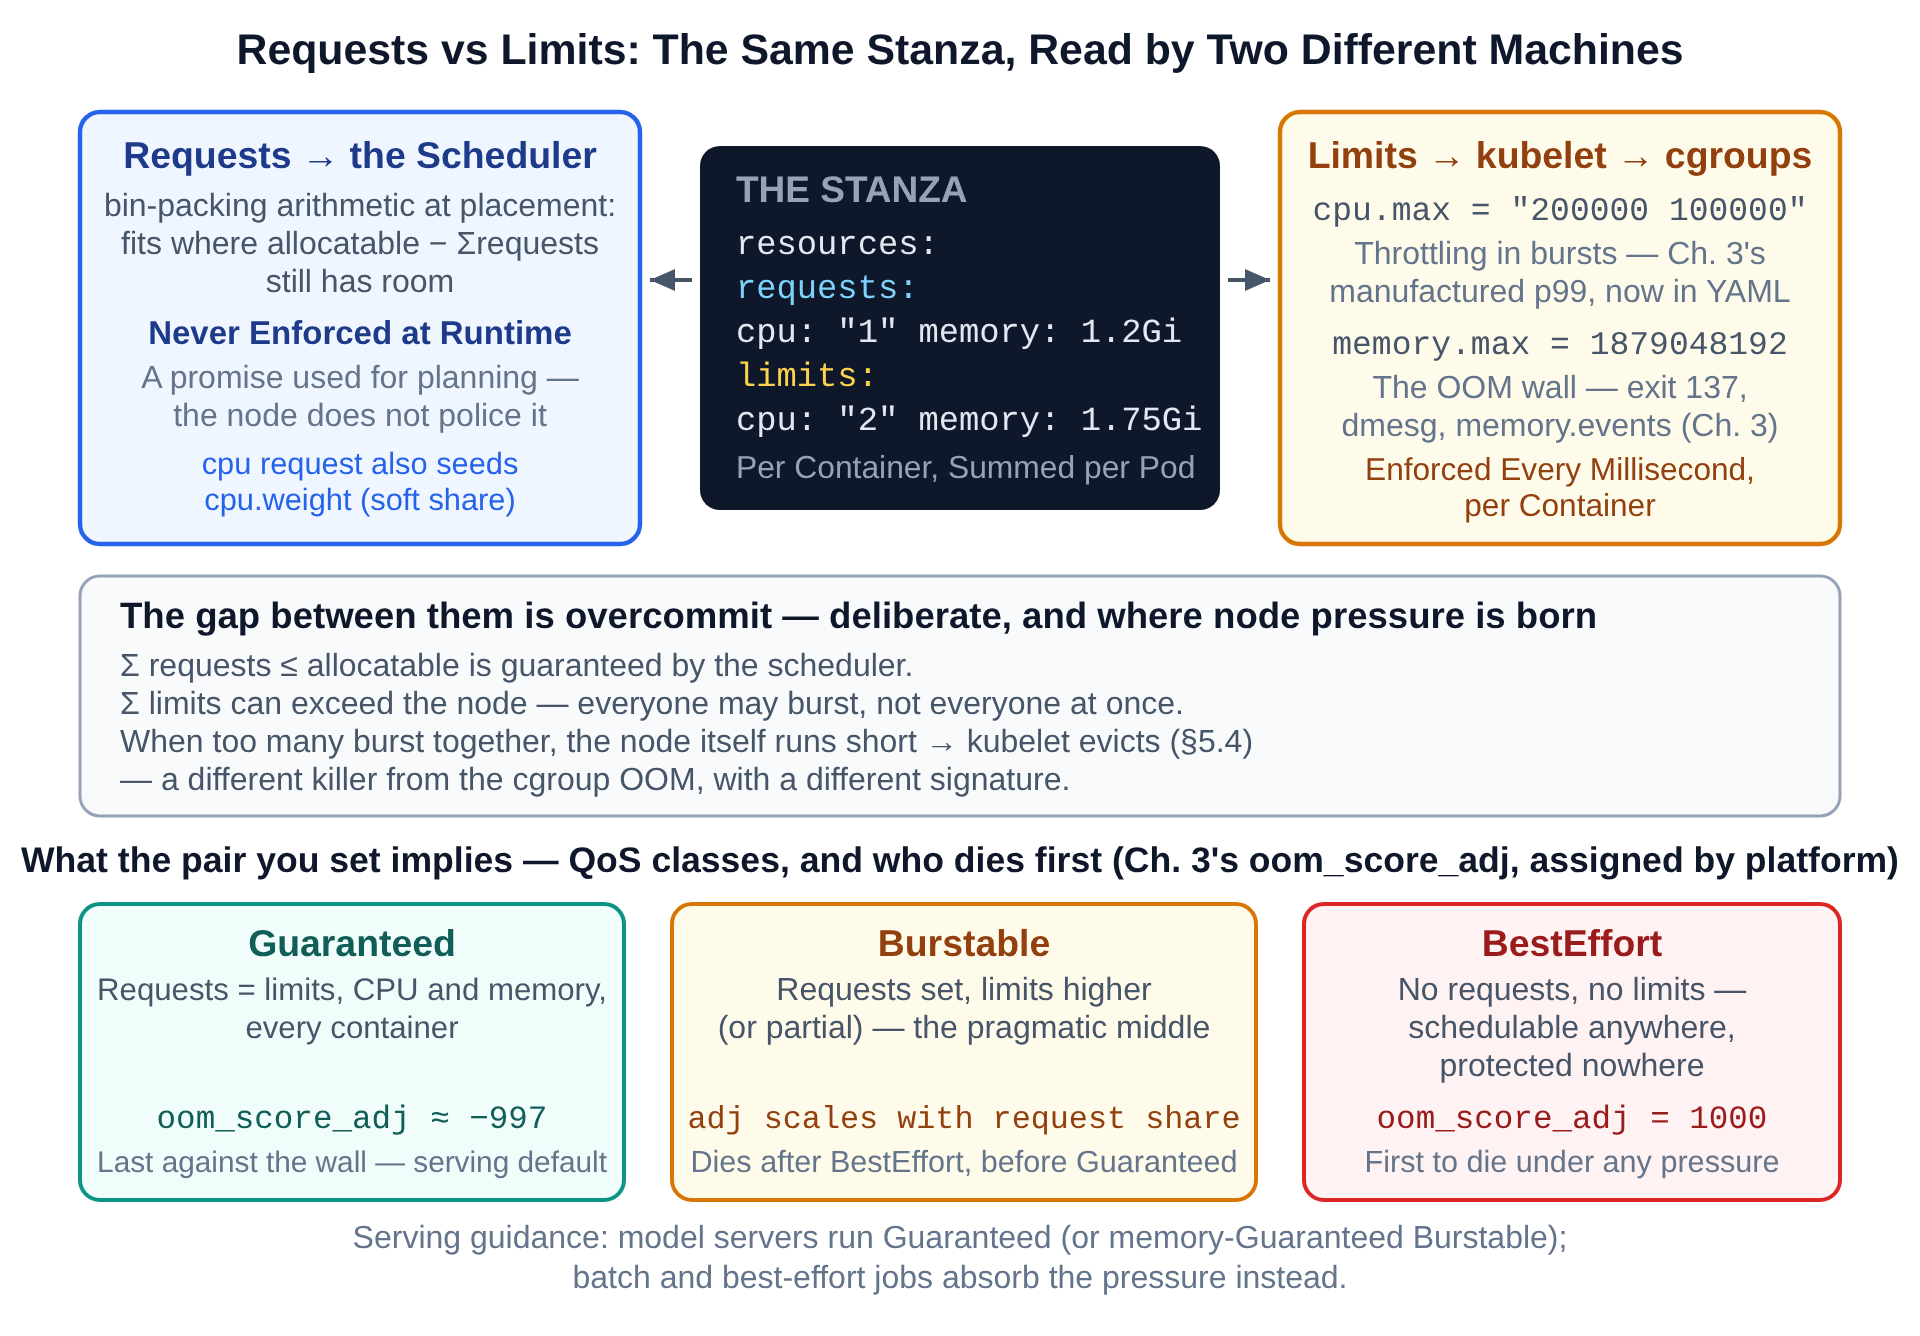 Requests vs Limits: The Same Stanza, Read by Two Different Machines
Requests → the Scheduler
bin-packing arithmetic at placement:
fits where allocatable − Σrequests
still has room
Never Enforced at Runtime
A promise used for planning —
the node does not police it
cpu request also seeds
cpu.weight (soft share)
THE STANZA
resources:
requests:
cpu: "1" memory: 1.2Gi
limits:
cpu: "2" memory: 1.75Gi
Per Container, Summed per Pod
Limits → kubelet → cgroups
cpu.max = "200000 100000"
Throttling in bursts — Ch. 3's
manufactured p99, now in YAML
memory.max = 1879048192
The OOM wall — exit 137,
dmesg, memory.events (Ch. 3)
Enforced Every Millisecond,
per Container
The gap between them is overcommit — deliberate, and where node pressure is born
Σ requests ≤ allocatable is guaranteed by the scheduler.
Σ limits can exceed the node — everyone may burst, not everyone at once.
When too many burst together, the node itself runs short → kubelet evicts (§5.4)
— a different killer from the cgroup OOM, with a different signature.
What the pair you set implies — QoS classes, and who dies first (Ch. 3's oom_score_adj, assigned by platform)
Guaranteed
Requests = limits, CPU and memory,
every container
oom_score_adj ≈ −997
Last against the wall — serving default
Burstable
Requests set, limits higher
(or partial) — the pragmatic middle
adj scales with request share
Dies after BestEffort, before Guaranteed
BestEffort
No requests, no limits —
schedulable anywhere,
protected nowhere
oom_score_adj = 1000
First to die under any pressure
Serving guidance: model servers run Guaranteed (or memory-Guaranteed Burstable);
batch and best-effort jobs absorb the pressure instead.